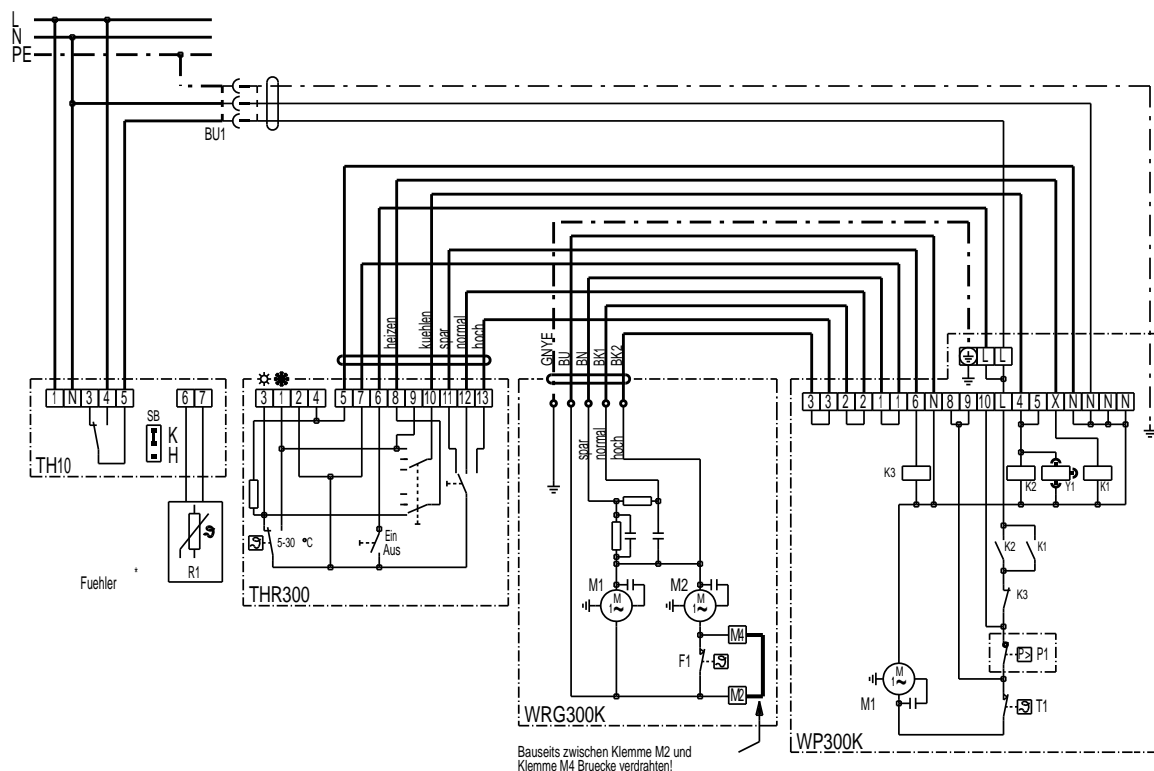 L
N
PE
BU1
heizen
kuehlen
spar
normal
hoch
GNYE
BU
BN
BK1
BK2
1 N 3 4 5
6 7
SB
K
H
TH10
R1
Fuehler *
3 1 2 4
5 7 6 8 9 10 11 12 13
5-30 °C
Ein
Aus
THR300
spar
normal
hoch
M1
M
1~
M2
M
1~
F1
M4
M2
WRG300K
Bauseits zwischen Klemme M2 und
Klemme M4 Bruecke verdrahten!
L L
3 3 2 2 1 1 6 N 8 9 10 L 4 5 X N N N N
K3
K2
Y1
K1
K2
K1
K3
P> P1
M
1~
M1
T1
WP300K